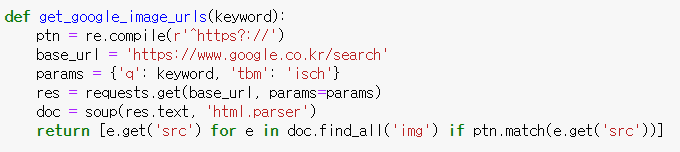 def get_google_image_urls(keyword):
    ptn = re.compile(r'^https?://')
    base_url = 'https://www.google.co.kr/search'
    params = {'q': keyword, 'tbm': 'isch'}
    res = requests.get(base_url, params=params)
    doc = soup(res.text, 'html.parser')
    return [e.get('src') for e in doc.find_all('img') if ptn.match(e.get('src'))]